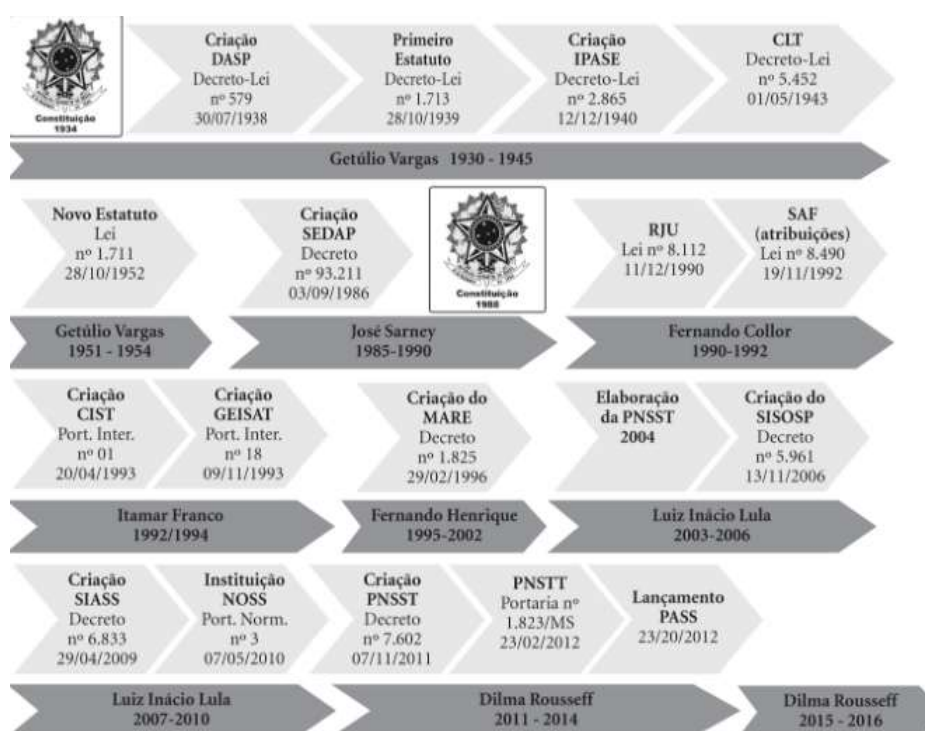 Constituição
1934
Criação
DASP
Decreto-Lei
nº 579
30/07/1938
Primeiro
Estatuto
Decreto-Lei
nº 1.713
28/10/1939
Criação
IPASE
Decreto-Lei
nº 2.865
12/12/1940
CLT
Decreto-Lei
nº 5.452
01/05/1943
Getúlio Vargas 1930 - 1945
Novo Estatuto
Lei
nº 1.711
28/10/1952
Criação
SEDAP
Decreto
nº 93.211
03/09/1986
Constituição
1988
RJU
Lei nº 8.112
11/12/1990
SAF
(atribuições)
Lei nº 8.490
19/11/1992
Getúlio Vargas
1951 - 1954
José Sarney
1985-1990
Fernando Collor
1990-1992
Criação
CIST
Port. Inter.
nº 01
20/04/1993
Criação
GEISAT
Port. Inter.
nº 18
09/11/1993
Criação do
MARE
Decreto
nº 1.825
29/02/1996
Elaboração
da PNSST
2004
Criação do
SISOSP
Decreto
nº 5.961
13/11/2006
Itamar Franco
1992/1994
Fernando Henrique
1995-2002
Luiz Inácio Lula
2003-2006
Criação
SIASS
Decreto
nº 6.833
29/04/2009
Instituição
NOSS
Port. Norm.
nº 3
07/05/2010
Criação
PNSST
Decreto
nº 7.602
07/11/2011
PNSTT
Portaria nº
1.823/MS
23/02/2012
Lançamento
PASS
23/20/2012
Luiz Inácio Lula
2007-2010
Dilma Rousseff
2011 - 2014
Dilma Rousseff
2015 - 2016